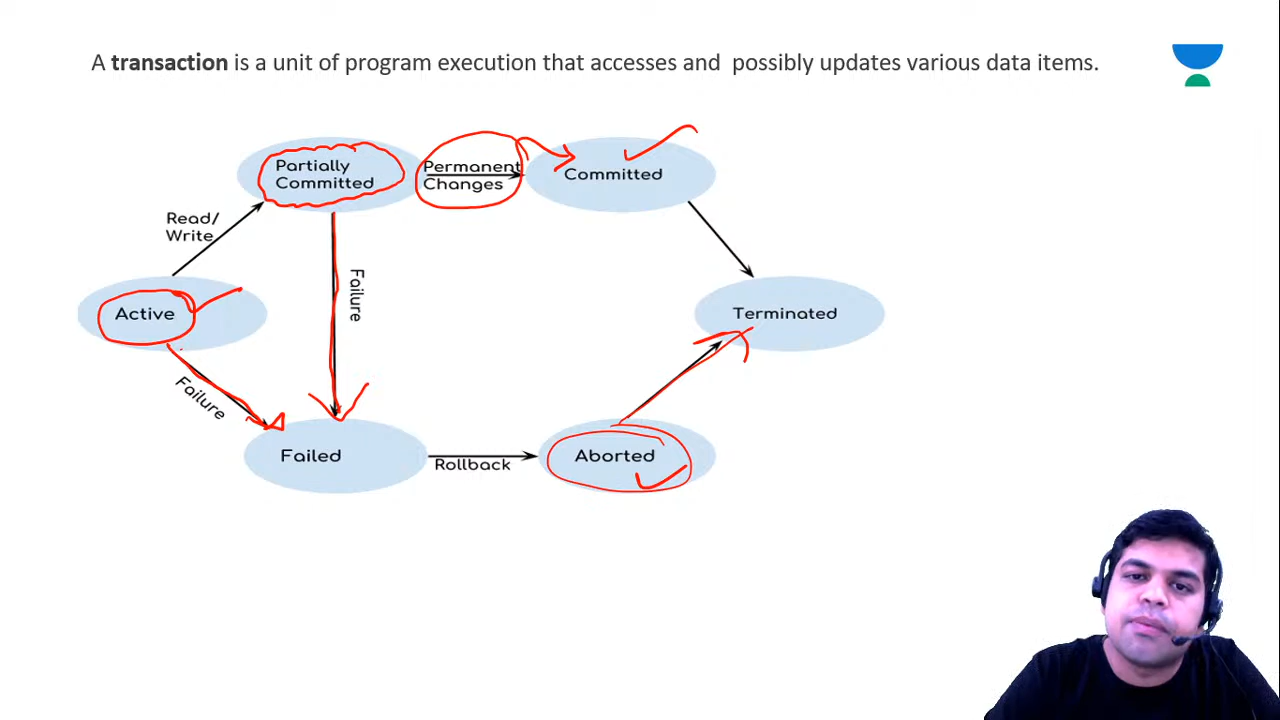 A transaction is a unit of program execution that accesses and possibly updates various data items.
Partially
Committed
Permanent
Changes
Committed
Read/
Write
Failure
Active
Terminated
Failure
Failed
Rollback
Aborted